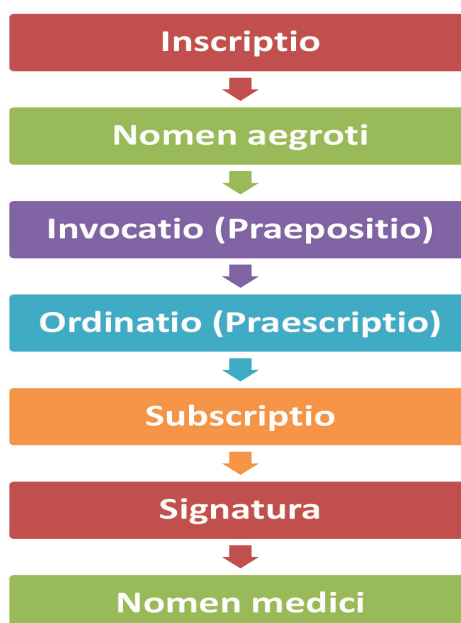 Inscriptio
Nomen aegroti
Invocatio (Praepositio)
Ordinatio (Praescriptio)
Subscriptio
Signatura
Nomen medici